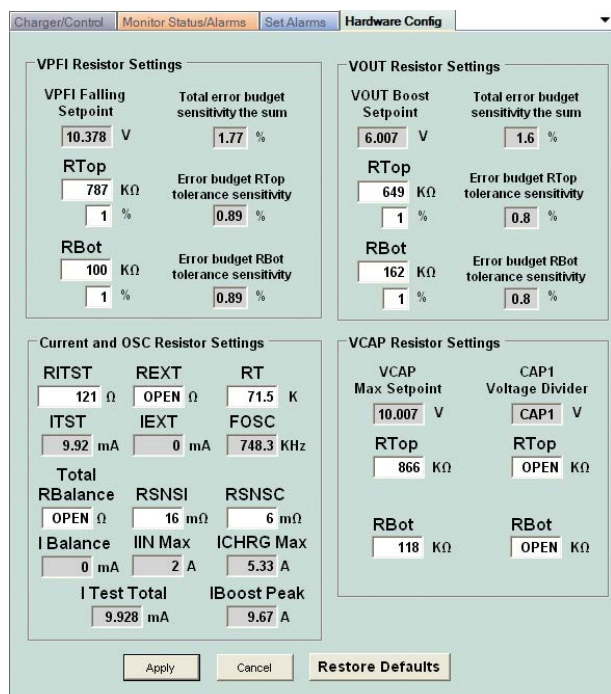 Charger/Control Monitor Status/Alarms Set Alarms Hardware Config
VPFI Resistor Settings
VPFI Falling Setpoint
10.378 V
Total error budget sensitivity the sum
1.77 %
RTop
787 KΩ
1 %
Error budget RTop tolerance sensitivity
0.89 %
RBot
100 KΩ
1 %
Error budget RBot tolerance sensitivity
0.89 %
VOUT Resistor Settings
VOUT Boost Setpoint
6.007 V
Total error budget sensitivity the sum
1.6 %
RTop
649 KΩ
1 %
Error budget RTop tolerance sensitivity
0.8 %
RBot
162 KΩ
1 %
Error budget RBot tolerance sensitivity
0.8 %
Current and OSC Resistor Settings
RITST REXT RT
121 Ω OPEN Ω 71.5 K
ITST IEXT FOSC
9.92 mA 0 mA 748.3 KHz
Total
RBalance RSNSI RSNSC
OPEN Ω 16 mΩ 6 mΩ
I Balance IIN Max ICHRG Max
0 mA 2 A 5.33 A
I Test Total IBoost Peak
9.928 mA 9.67 A
VCAP Resistor Settings
VCAP Max Setpoint
10.007 V
CAP1 Voltage Divider
CAP1 V
RTop RTop
866 KΩ OPEN KΩ
RBot RBot
118 KΩ OPEN KΩ
Apply Cancel Restore Defaults